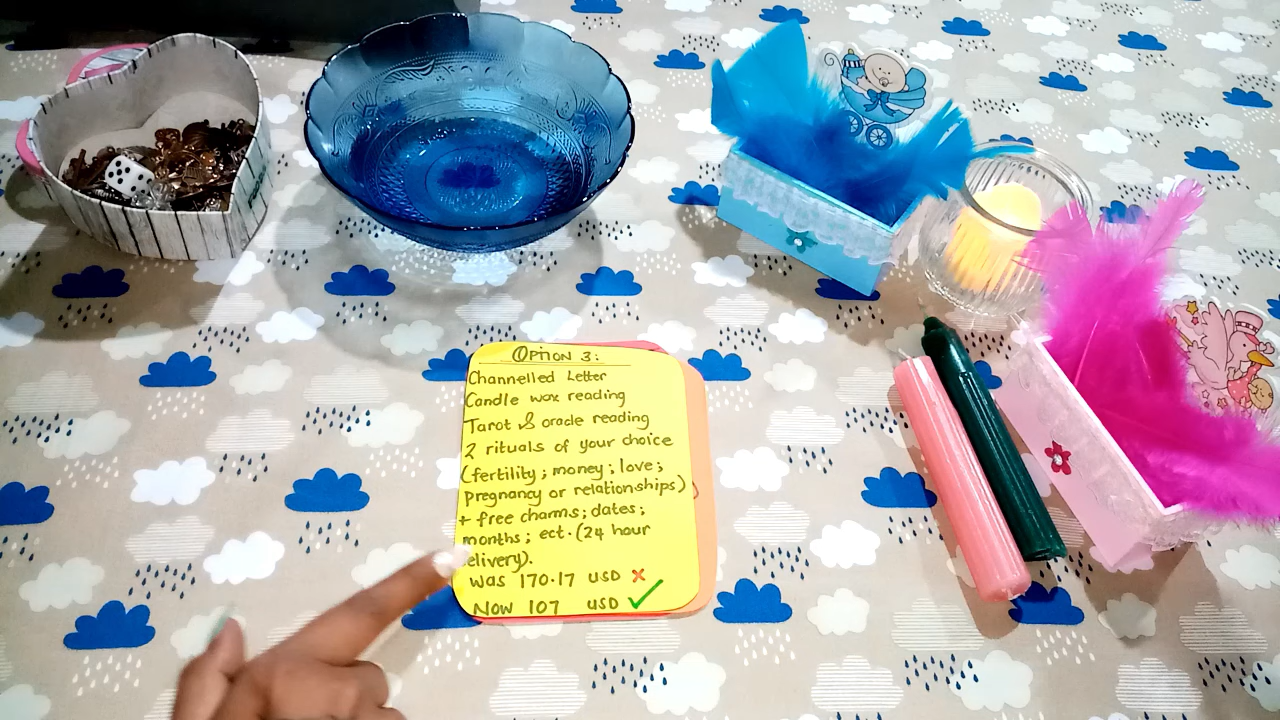 OPTION 3:
Channelled Letter
Candle wax reading
Tarot & oracle reading
2 rituals of your choice
(fertility; money; love;
pregnancy or relationships)
+ free charms; dates;
months; ect. (24 hour
elivery).
was 170.17 USD ✗
Now 107 USD ✓